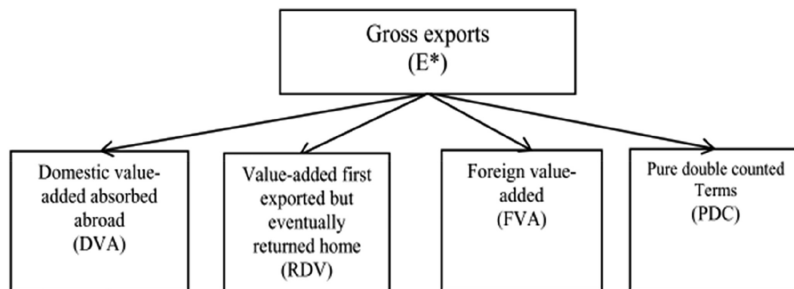 Gross exports
(E*)
Domestic value-
added absorbed
abroad
(DVA)
Value-added first
exported but
eventually
returned home
(RDV)
Foreign value-
added
(FVA)
Pure double counted
Terms
(PDC)